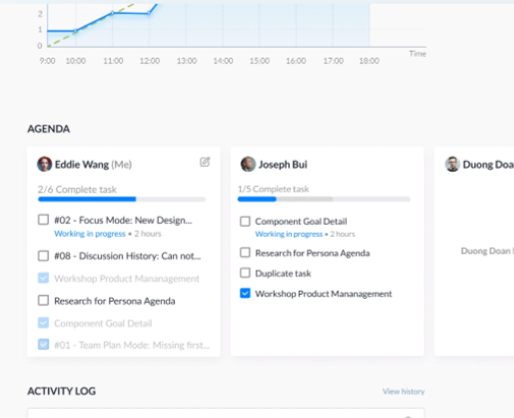 2
1
0
9:00 10:00 11:00 12:00 13:00 14:00 15:00 16:00 17:00 18:00
Time
AGENDA
Eddie Wang (Me)
2/6 Complete task
#02 - Focus Mode: New Design...
Working in progress • 2 hours
#08 - Discussion History: Can not...
Workshop Product Mananagement
Research for Persona Agenda
Component Goal Detail
#01 - Team Plan Mode: Missing first...
Joseph Bui
1/5 Complete task
Component Goal Detail
Working in progress • 2 hours
Research for Persona Agenda
Duplicate task
Workshop Product Mananagement
Duong Doa
Duong Doan
ACTIVITY LOG
View history